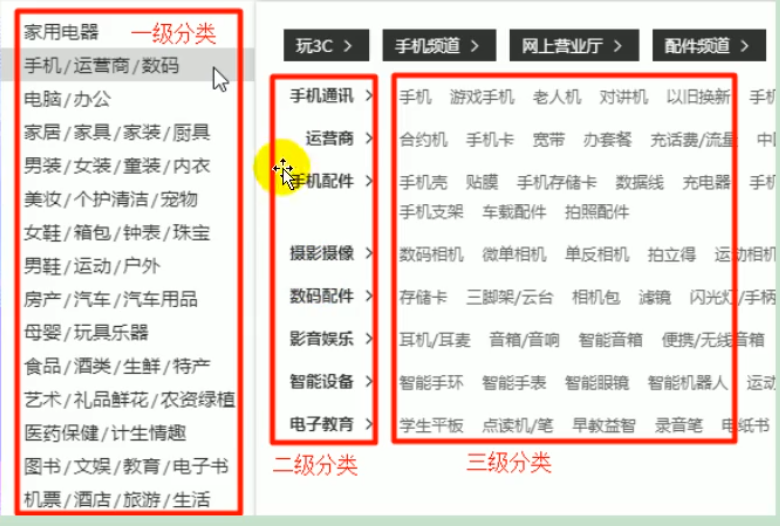 家用电器
一级分类
手机/运营商/数码
电脑/办公
家居/家具/家装/厨具
男装/女装/童装/内衣
美妆/个护清洁/宠物
女鞋/箱包/钟表/珠宝
男鞋/运动/户外
房产/汽车/汽车用品
母婴/玩具乐器
食品/酒类/生鲜/特产
艺术/礼品鲜花/农资绿植
医药保健/计生情趣
图书/文娱/教育/电子书
机票/酒店/旅游/生活
玩3C > 手机频道 > 网上营业厅 > 配件频道 >
手机通讯 > 手机 游戏手机 老人机 对讲机 以旧换新 手机
运营商 > 合约机 手机卡 宽带 办套餐 充话费/流量 中
手机配件 > 手机壳 贴膜 手机存储卡 数据线 充电器 手机
手机支架 车载配件 拍照配件
摄影摄像 > 数码相机 微单相机 单反相机 拍立得 运动相机
数码配件 > 存储卡 三脚架/云台 相机包 滤镜 闪光灯/手柄
影音娱乐 > 耳机/耳麦 音箱/音响 智能音箱 便携/无线音箱
智能设备 > 智能手环 智能手表 智能眼镜 智能机器人 运动
电子教育 > 学生平板 点读机/笔 早教益智 录音笔 电纸书
二级分类
三级分类